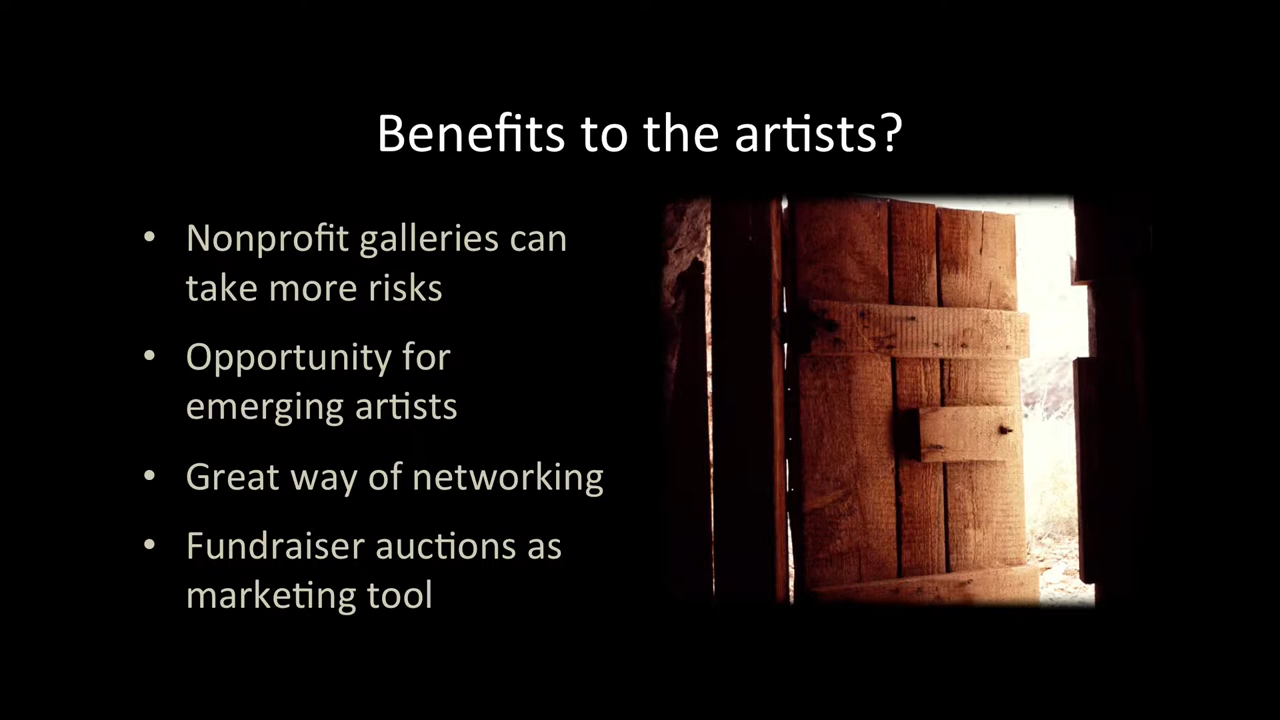 Benefits to the artists?
• Nonprofit galleries can
take more risks
• Opportunity for
emerging artists
• Great way of networking
• Fundraiser auctions as
marketing tool